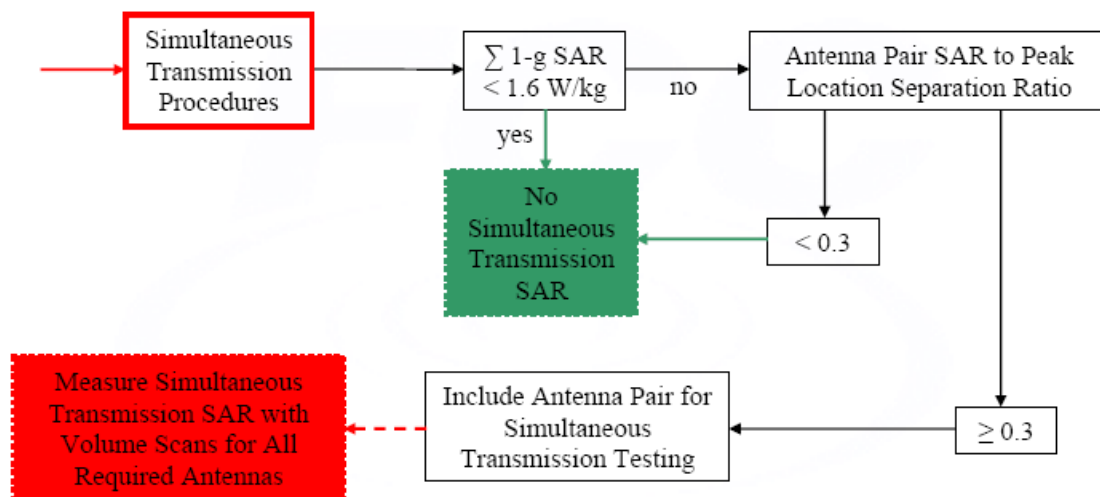 Simultaneous
Transmission
Procedures
∑ 1-g SAR
< 1.6 W/kg
no
Antenna Pair SAR to Peak
Location Separation Ratio
yes
No
Simultaneous
Transmission
SAR
< 0.3
Measure Simultaneous
Transmission SAR with
Volume Scans for All
Required Antennas
Include Antenna Pair for
Simultaneous
Transmission Testing
≥ 0.3